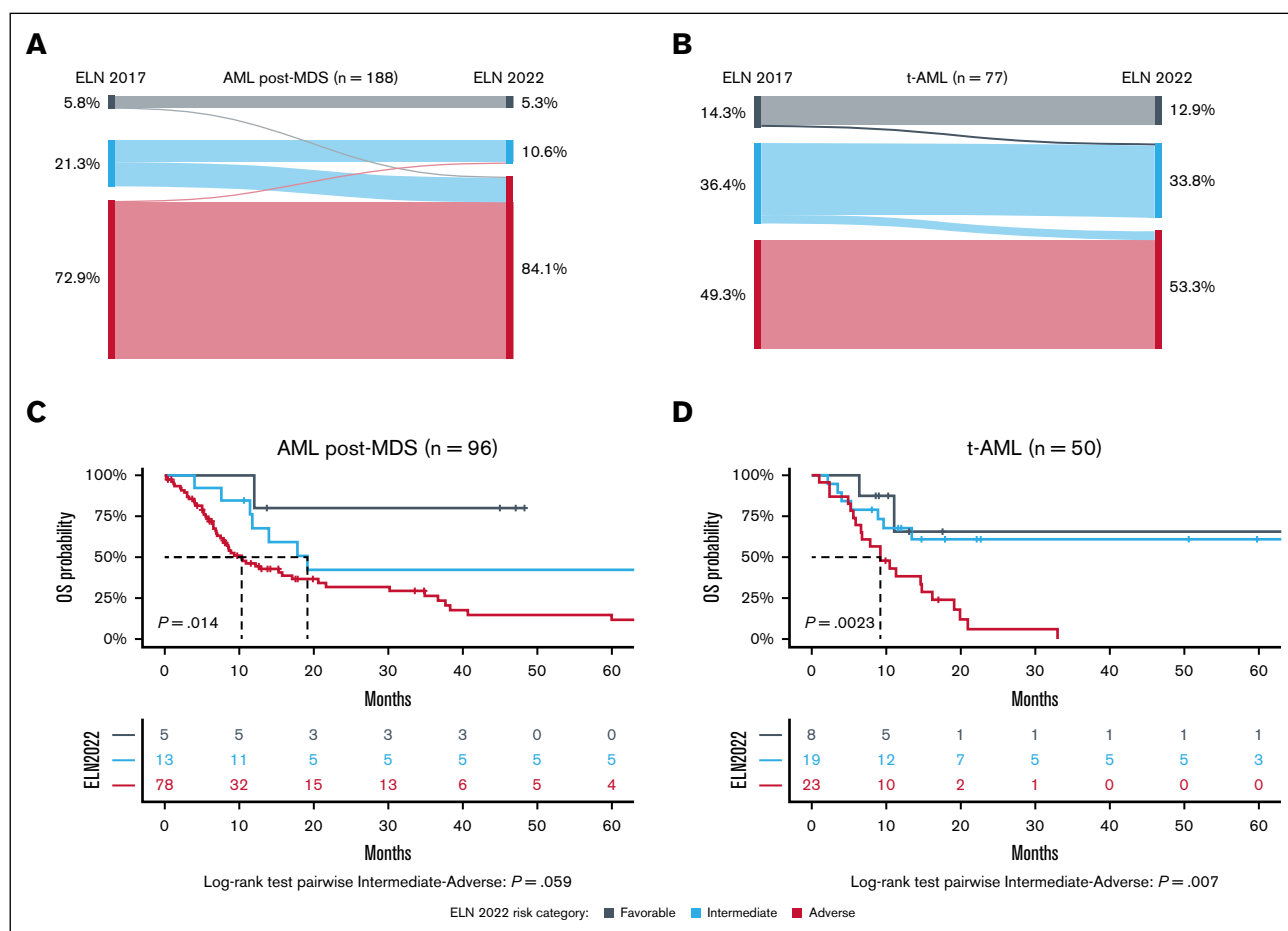 A
ELN 2017 AML post-MDS (n = 188) ELN 2022
5.8% 5.3%
21.3% 10.6%
72.9% 84.1%
B
ELN 2017 t-AML (n = 77) ELN 2022
14.3% 12.9%
36.4% 33.8%
49.3% 53.3%
C
AML post-MDS (n = 96)
OS probability
100%
75%
50%
25%
0%
P = .014
0 10 20 30 40 50 60
Months
ELN2022
5 5 3 3 3 0 0
13 11 5 5 5 5 5
78 32 15 13 6 5 4
0 10 20 30 40 50 60
Months
Log-rank test pairwise Intermediate-Adverse: P = .059
D
t-AML (n = 50)
OS probability
100%
75%
50%
25%
0%
P = .0023
0 10 20 30 40 50 60
Months
ELN2022
8 5 1 1 1 1 1
19 12 7 5 5 5 3
23 10 2 1 0 0 0
0 10 20 30 40 50 60
Months
Log-rank test pairwise Intermediate-Adverse: P = .007
ELN 2022 risk category: Favorable Intermediate Adverse